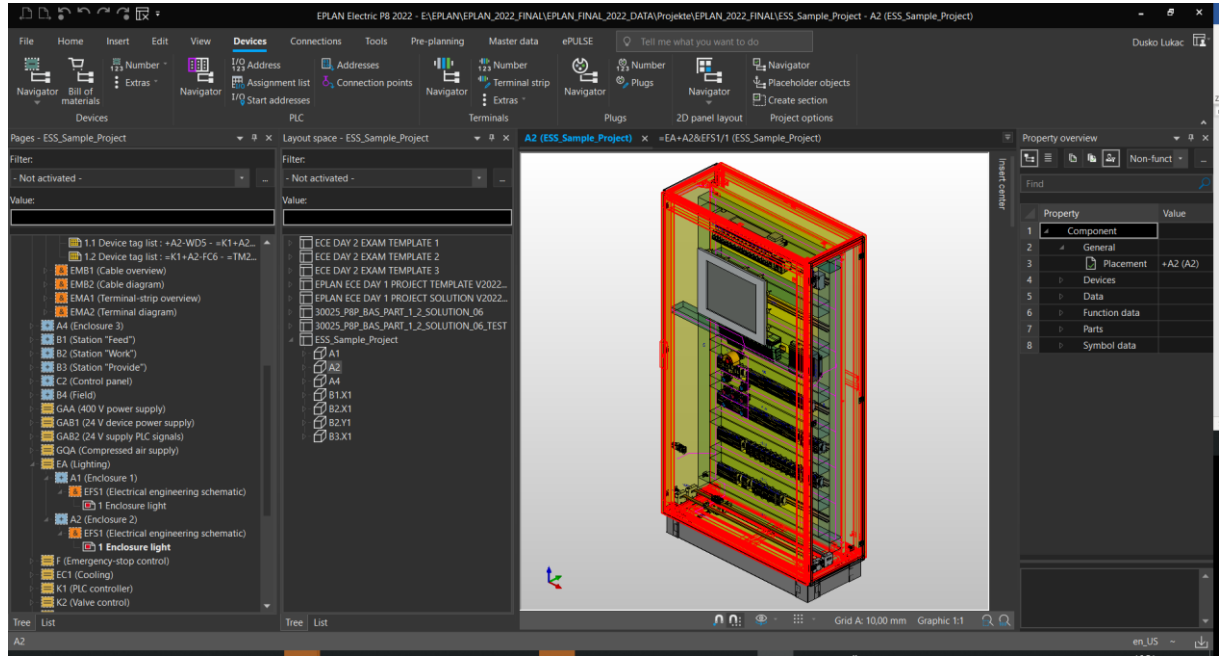 EPLAN Electric P8 2022 - E:\EPLAN\EPLAN_2022_FINAL\EPLAN_FINAL_2022_DATA\Projekte\EPLAN_2022_FINAL\ESS_Sample_Project - A2 (ESS_Sample_Project)
File Home Insert Edit View Devices Connections Tools Pre-planning Master data ePULSE Tell me what you want to do Dusko Lukac
Navigator Bill of materials Number Extras
Devices
Navigator I/O Address Assignment list Start addresses Addresses Connection points
PLC
Navigator Number Terminal strip Extras
Terminals
Navigator Number Plugs
Plugs
Navigator
2D panel layout
Navigator Placeholder objects Create section
Project options
Pages - ESS_Sample_Project
Filter:
- Not activated - ...
Value:
1.1 Device tag list : +A2-WD5 - =K1+A2...
1.2 Device tag list : =K1+A2-FC6 - =TM2...
EMB1 (Cable overview)
EMB2 (Cable diagram)
EMA1 (Terminal-strip overview)
EMA2 (Terminal diagram)
A4 (Enclosure 3)
B1 (Station "Feed")
B2 (Station "Work")
B3 (Station "Provide")
C2 (Control panel)
B4 (Field)
GAA (400 V power supply)
GAB1 (24 V device power supply)
GAB2 (24 V supply PLC signals)
GQA (Compressed air supply)
EA (Lighting)
A1 (Enclosure 1)
EFS1 (Electrical engineering schematic)
1 Enclosure light
A2 (Enclosure 2)
EFS1 (Electrical engineering schematic)
1 Enclosure light
F (Emergency-stop control)
EC1 (Cooling)
K1 (PLC controller)
K2 (Valve control)
Tree List
Layout space - ESS_Sample_Project
Filter:
- Not activated - ...
Value:
ECE DAY 2 EXAM TEMPLATE 1
ECE DAY 2 EXAM TEMPLATE 2
ECE DAY 2 EXAM TEMPLATE 3
EPLAN ECE DAY 1 PROJECT TEMPLATE V2022...
EPLAN ECE DAY 1 PROJECT SOLUTION V2022...
30025_P8P_BAS_PART_1_2_SOLUTION_06
30025_P8P_BAS_PART_1_2_SOLUTION_06_TEST
ESS_Sample_Project
A1
A2
A4
B1.X1
B2.X1
B2.Y1
B3.X1
Tree List
A2 (ESS_Sample_Project) =EA+A2&EFS1/1 (ESS_Sample_Project)
Insert center
Grid A: 10,00 mm Graphic 1:1
Property overview
Non-funct ...
Find
Property Value
1 Component
2 General
3 Placement +A2 (A2)
4 Devices
5 Data
6 Function data
7 Parts
8 Symbol data
A2
en_US